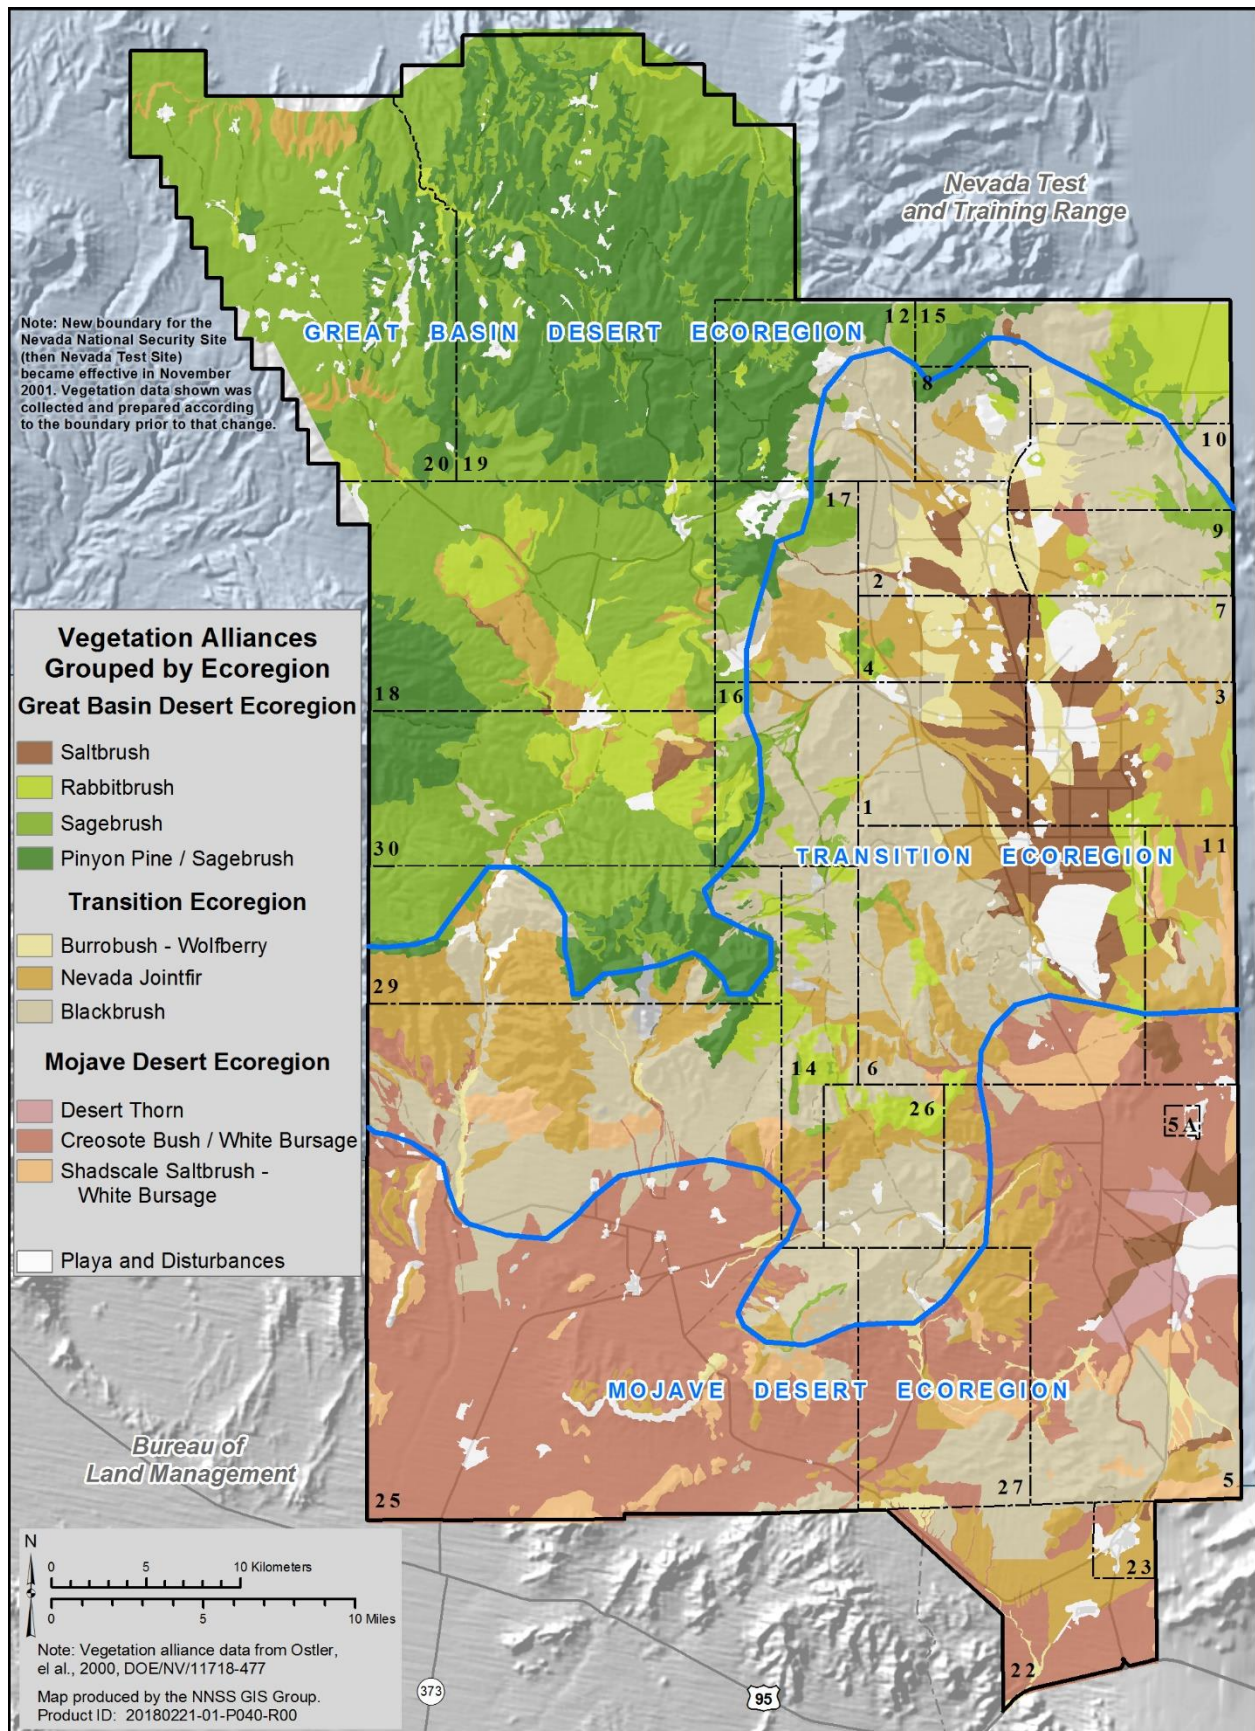 Nevada Test
and Training Range
Note: New boundary for the
Nevada National Security Site
(then Nevada Test Site)
became effective in November
2001. Vegetation data shown was
collected and prepared according
to the boundary prior to that change.
GREAT BASIN DESERT ECOREGION
12 15
8
10
20 19
17
9
2
7
4
18
16
3
1
30
TRANSITION ECOREGION
11
29
14
6
26
5A
MOJAVE DESERT ECOREGION
25
27
5
23
22
Vegetation Alliances
Grouped by Ecoregion
Great Basin Desert Ecoregion
Saltbrush
Rabbitbrush
Sagebrush
Pinyon Pine / Sagebrush
Transition Ecoregion
Burrobush - Wolfberry
Nevada Jointfir
Blackbrush
Mojave Desert Ecoregion
Desert Thorn
Creosote Bush / White Bursage
Shadscale Saltbrush -
White Bursage
Playa and Disturbances
Bureau of
Land Management
N
0 5 10 Kilometers
0 5 10 Miles
Note: Vegetation alliance data from Ostler,
el al., 2000, DOE/NV/11718-477
Map produced by the NNSS GIS Group.
Product ID: 20180221-01-P040-R00
373
95